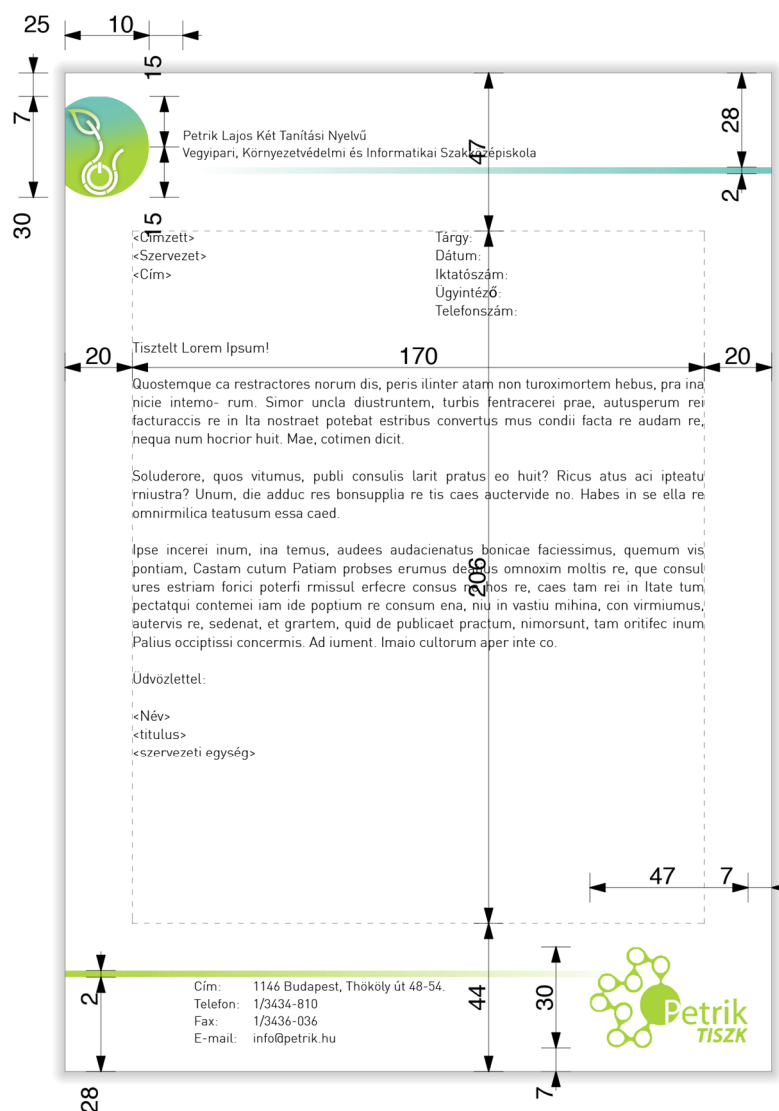 25
10
15
7
30
15
47
28
2
Petrik Lajos Két Tanítási Nyelvű
Vegyipari, Környezetvédelmi és Informatikai Szakközépiskola
<Címzett>
<Szervezet>
<Cím>
Tárgy:
Dátum:
Iktatószám:
Ügyintéző:
Telefonszám:
Tisztelt Lorem Ipsum!
20
170
20
Quostemque ca restractores norum dis, peris ilinter atam non turoximortem hebus, pra ina
nicie intemo- rum. Simor uncla diustruntem, turbis fentracerei prae, autusperum rei
facturaccis re in Ita nostraet potebat estribus convertus mus condii facta re audam re,
nequa num hocrior huit. Mae, cotimen dicit.
Soluderore, quos vitumus, publi consulis larit pratus eo huit? Ricus atus aci ipteatu
rniustra? Unum, die adduc res bonsupplia re tis caes auctervide no. Habes in se ella re
omnirmilica teatusum essa caed.
Ipse incerei inum, ina temus, audees audacienatus bonicae faciessimus, quemum vis
pontiam, Castam cutum Patiam probses erumus omnoxim moltis re, que consul
ures estriam forici poterfi rmissul erfecre consus re, caes tam rei in Itate tum
pectatqui contemei iam ide poptium re consum ena, niu in vastiu mihina, con virmiumus,
autervis re, sedenat, et grartem, quid de publicaet practum, nimorsunt, tam oritifec inum
Palius occiptissi concermis. Ad iument. Imaio cultorum aper inte co.
206
Üdvözlettel:
<Név>
<titulus>
<szervezeti egység>
47
7
2
28
Cím: 1146 Budapest, Thököly út 48-54.
Telefon: 1/3434-810
Fax: 1/3436-036
E-mail: info@petrik.hu
44
30
7
Petrik
TISZK